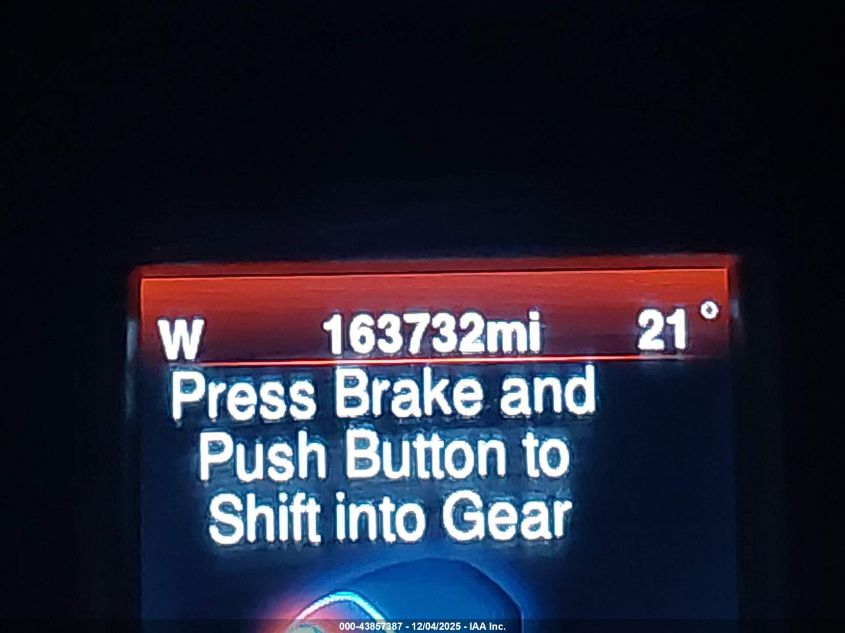 W 163732mi 21°
Press Brake and
Push Button to
Shift into Gear
000-43857387 - 12/04/2025 - IAA Inc.